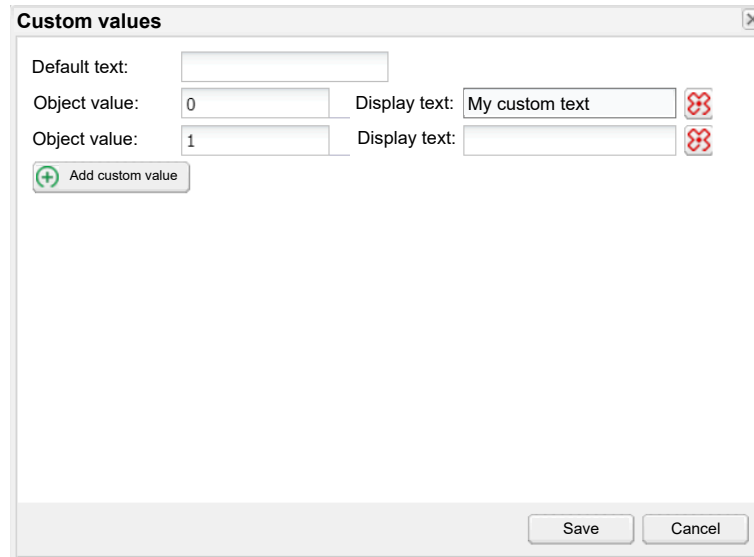 Custom values
Default text:
Object value: 0 Display text: My custom text
Object value: 1 Display text:
Add custom value
Save Cancel